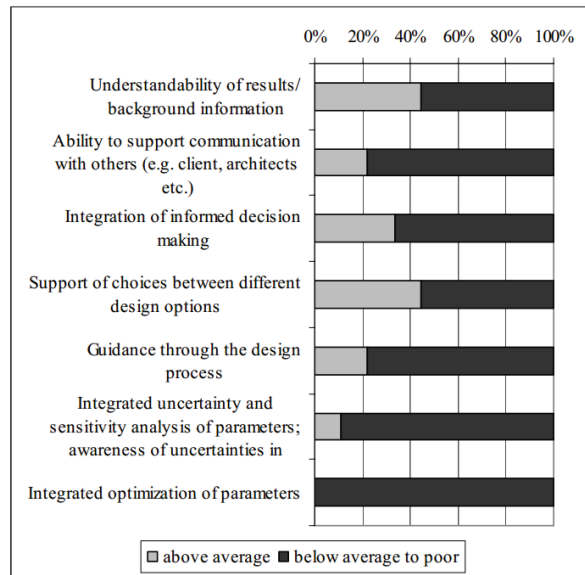 0% 20% 40% 60% 80% 100%
Understandability of results/
background information
Ability to support communication
with others (e.g. client, architects
etc.)
Integration of informed decision
making
Support of choices between different
design options
Guidance through the design
process
Integrated uncertainty and
sensitivity analysis of parameters;
awareness of uncertainties in
Integrated optimization of parameters
above average below average to poor